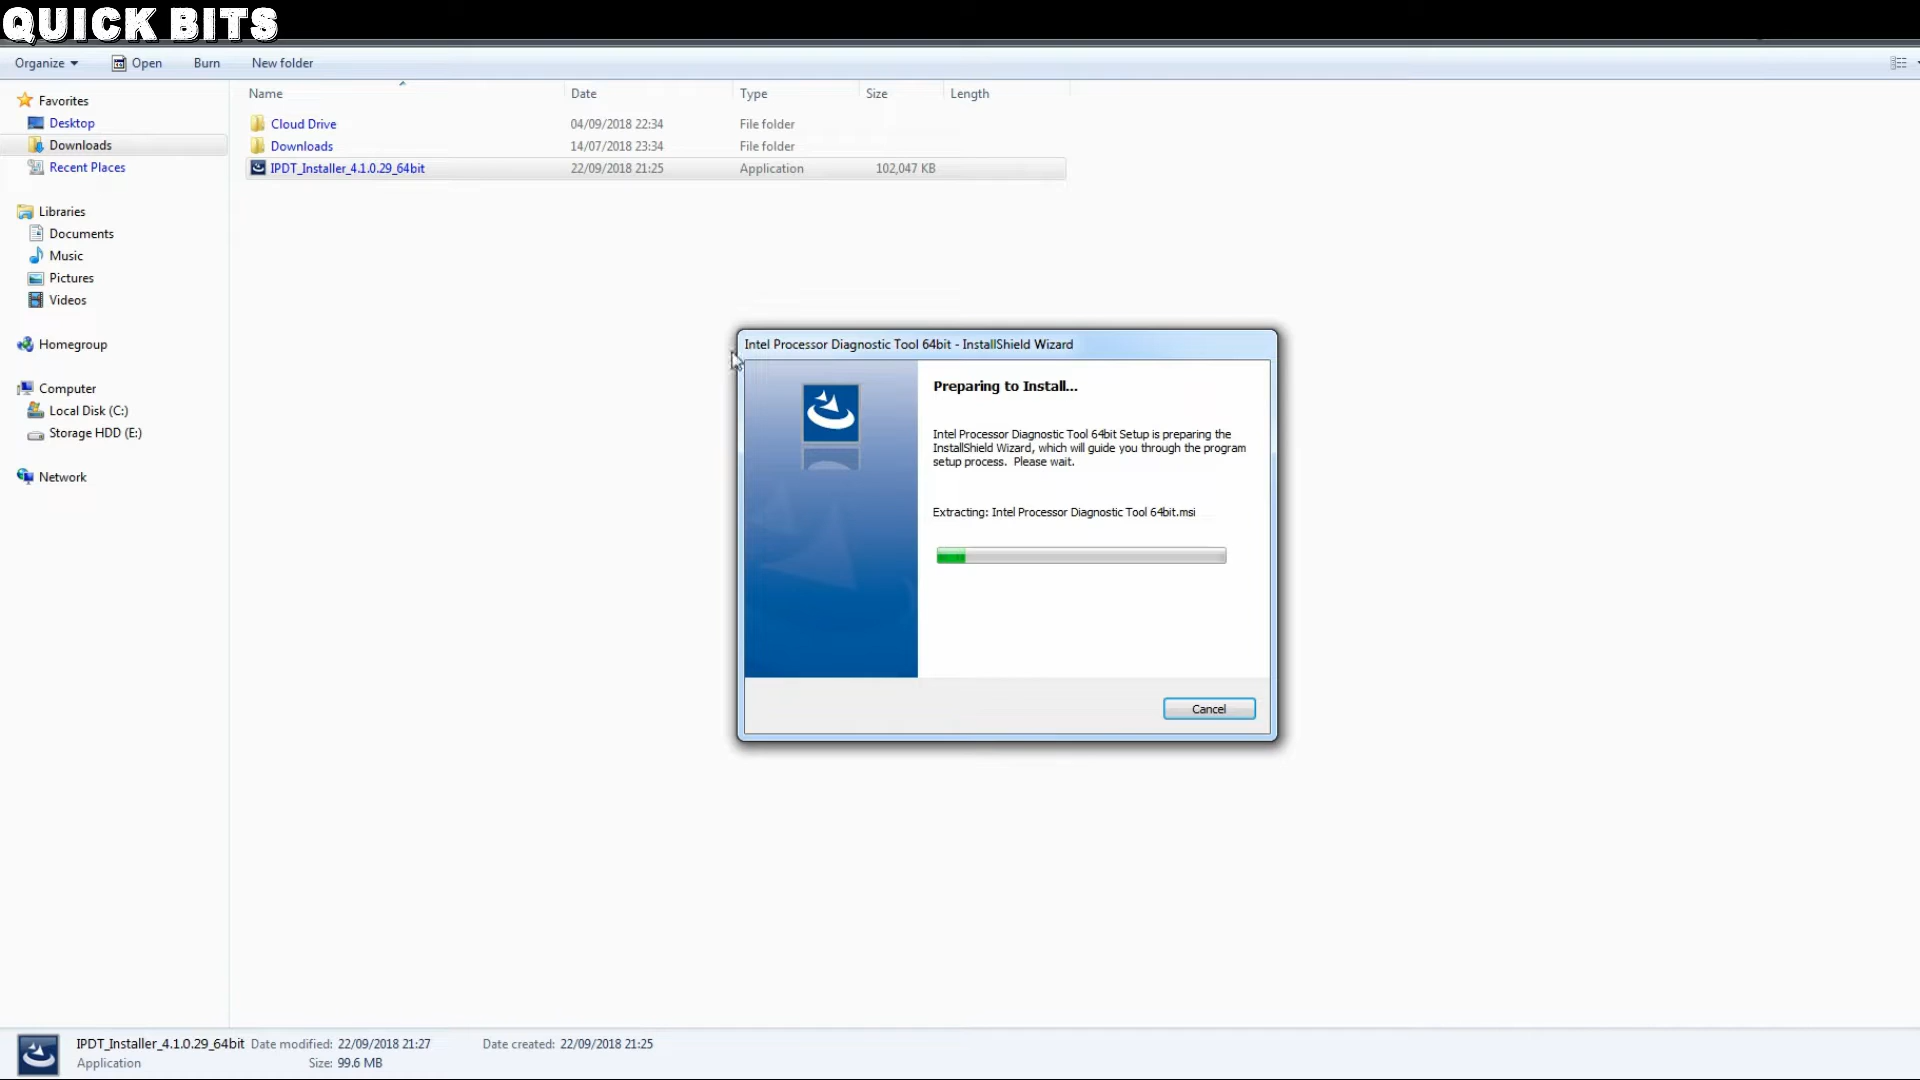 QUICK BITS
Organize Open Burn New folder
Name Date Type Size Length
Favorites
Desktop
Downloads
Recent Places
Libraries
Documents
Music
Pictures
Videos
Homegroup
Computer
Local Disk (C:)
Storage HDD (E:)
Network
Cloud Drive 04/09/2018 22:34 File folder
Downloads 14/07/2018 23:34 File folder
IPDT_Installer_4.1.0.29_64bit 22/09/2018 21:25 Application 102,047 KB
Intel Processor Diagnostic Tool 64bit - InstallShield Wizard
Preparing to Install...
Intel Processor Diagnostic Tool 64bit Setup is preparing the
InstallShield Wizard, which will guide you through the program
setup process. Please wait.
Extracting: Intel Processor Diagnostic Tool 64bit.msi
Cancel
IPDT_Installer_4.1.0.29_64bit Date modified: 22/09/2018 21:27 Date created: 22/09/2018 21:25
Application Size: 99.6 MB